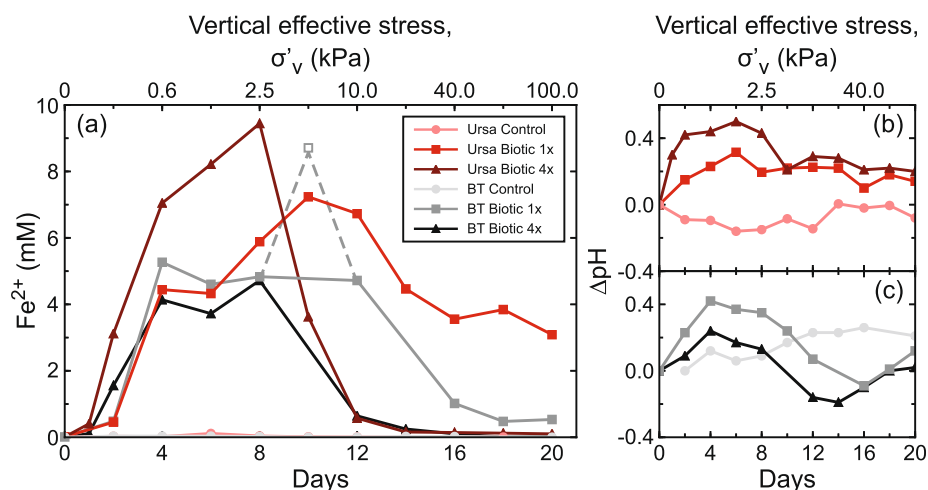 Vertical effective stress,
σ'v (kPa)
0 0.6 2.5 10.0 40.0 100.0
(a)
Ursa Control
Ursa Biotic 1x
Ursa Biotic 4x
BT Control
BT Biotic 1x
BT Biotic 4x
10
8
6
4
2
0
Fe2+ (mM)
0 4 8 12 16 20
Days
Vertical effective stress,
σ'v (kPa)
0 2.5 40.0
(b)
0.4
0.0
-0.4
ΔpH
(c)
0.4
0.0
-0.4
0 4 8 12 16 20
Days